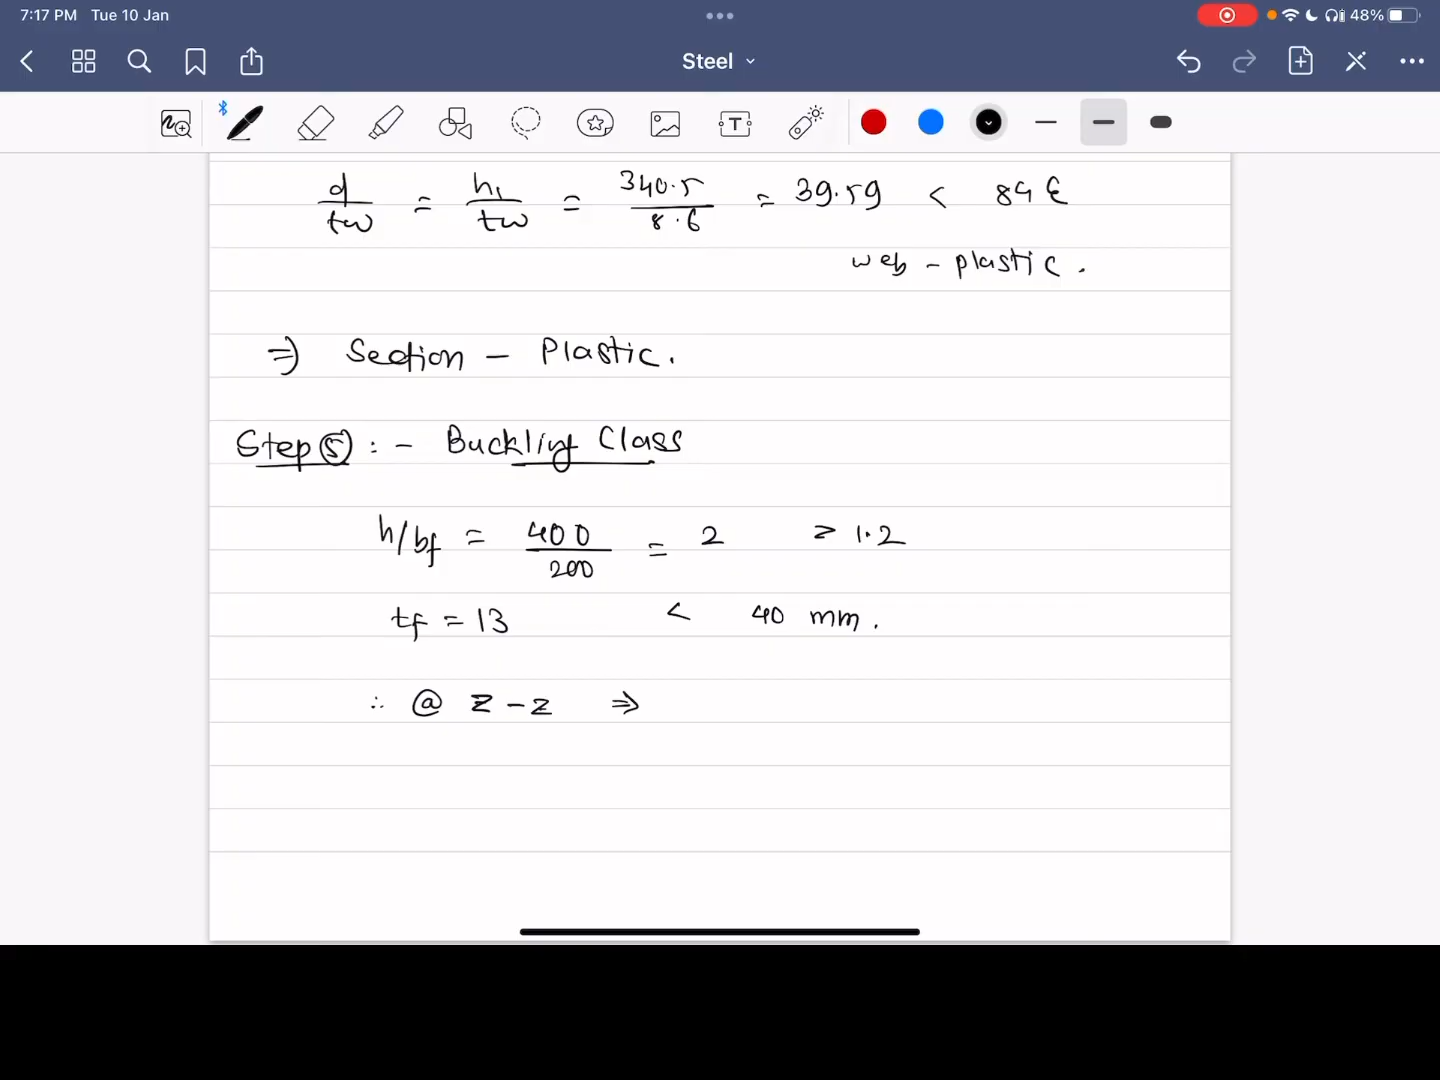 7:17 PM Tue 10 Jan
48%
Steel
d/tw = h1/tw = 340.5/8.6 = 39.59 < 84 ε
web - plastic.
⇒ Section - Plastic.
Step ⑤ : - Buckling Class
h/bf = 400/200 = 2 > 1.2
tf = 13 < 40 mm.
∴ @ z - z ⇒